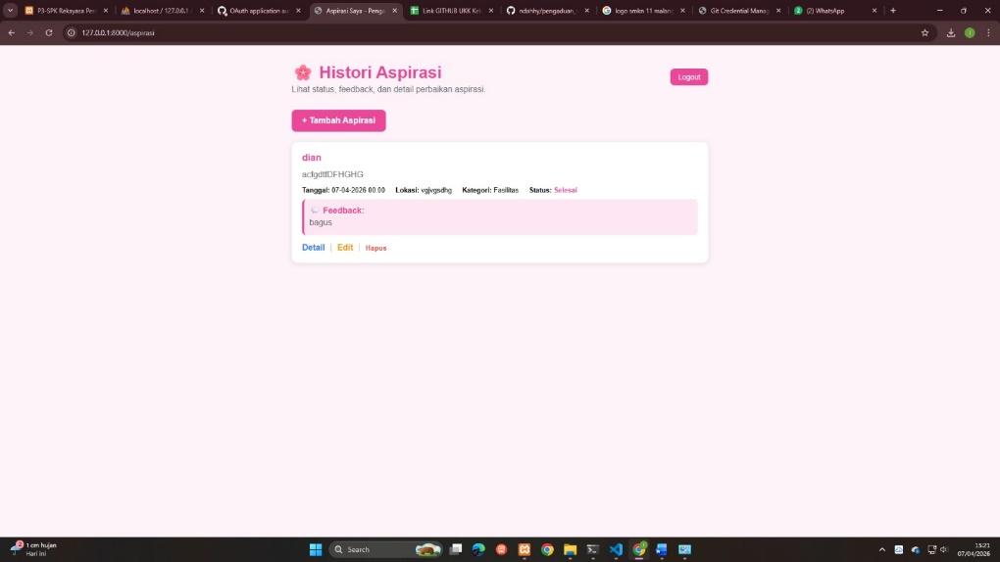 P3-SPK Rekayasa Per
localhost / 127.0.0.1
OAuth application au
Aspirasi Saya - Penga
Link GITHUB UKK Kel
ndahhy/pengaduan_
logo smkn 11 malang
Git Credential Manag
(2) WhatsApp
127.0.0.1:8000/aspirasi
Histori Aspirasi
Lihat status, feedback, dan detail perbaikan aspirasi.
Logout
+ Tambah Aspirasi
dian
acfgdtfDFHGHG
Tanggal: 07-04-2026 00:00 Lokasi: vgjvgsdhg Kategori: Fasilitas Status: Selesai
Feedback:
bagus
Detail | Edit | Hapus
2
1 cm hujan
Hari ini
Search
15:21
07/04/2026